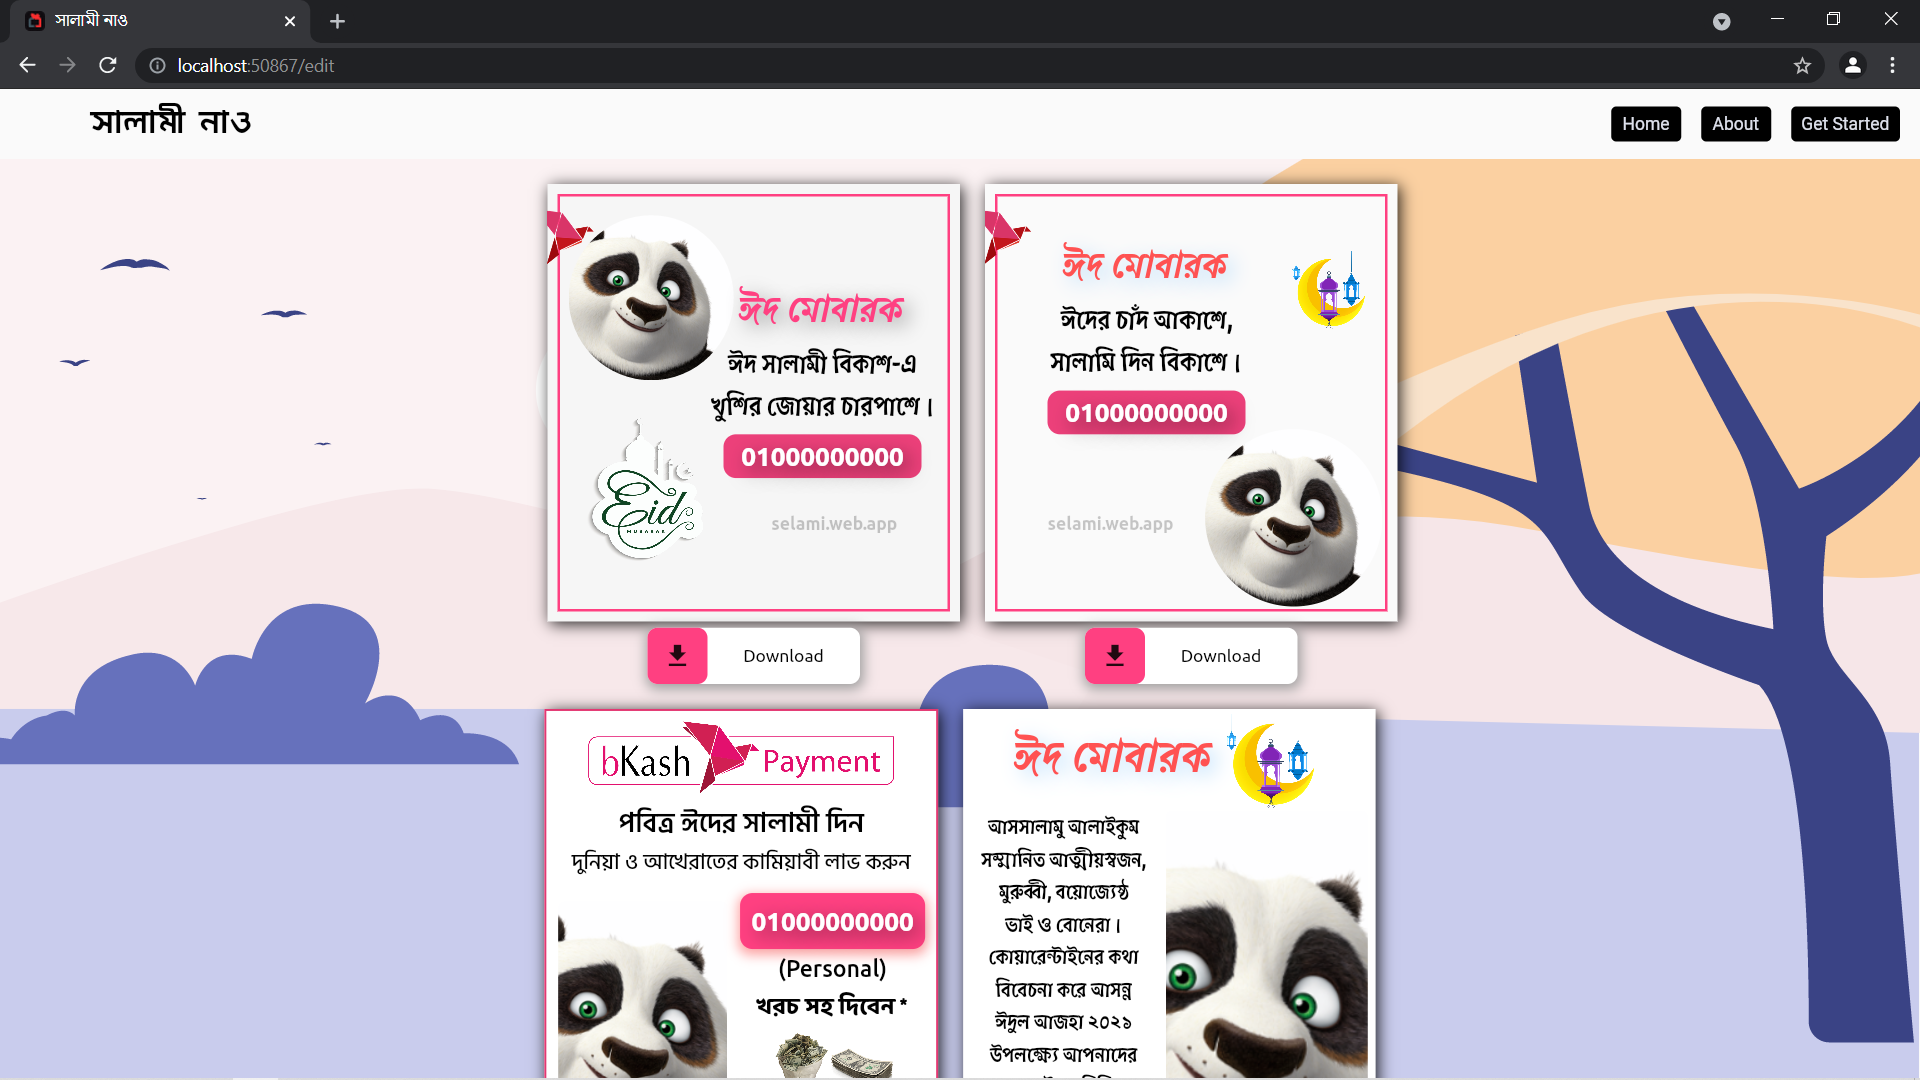 সালামী নাও
localhost:50867/edit
সালামী নাও
Home
About
Get Started
ঈদ মোবারক
ঈদ সালামী বিকাশ-এ
খুশির জোয়ার চারপাশে।
01000000000
Eid
MUBARAK
selami.web.app
ঈদ মোবারক
ঈদের চাঁদ আকাশে,
সালামি দিন বিকাশে।
01000000000
selami.web.app
Download
Download
bKash Payment
পবিত্র ঈদের সালামী দিন
দুনিয়া ও আখেরাতের কামিয়াবী লাভ করুন
01000000000
(Personal)
খরচ সহ দিবেন *
ঈদ মোবারক
আসসালামু আলাইকুম
সম্মানিত আত্মীয়স্বজন,
মুরুব্বী, বয়োজ্যেষ্ঠ
ভাই ও বোনেরা।
কোয়ারেন্টাইনের কথা
বিবেচনা করে আসন্ন
ঈদুল আজহা ২০২১
উপলক্ষ্যে আপনাদের